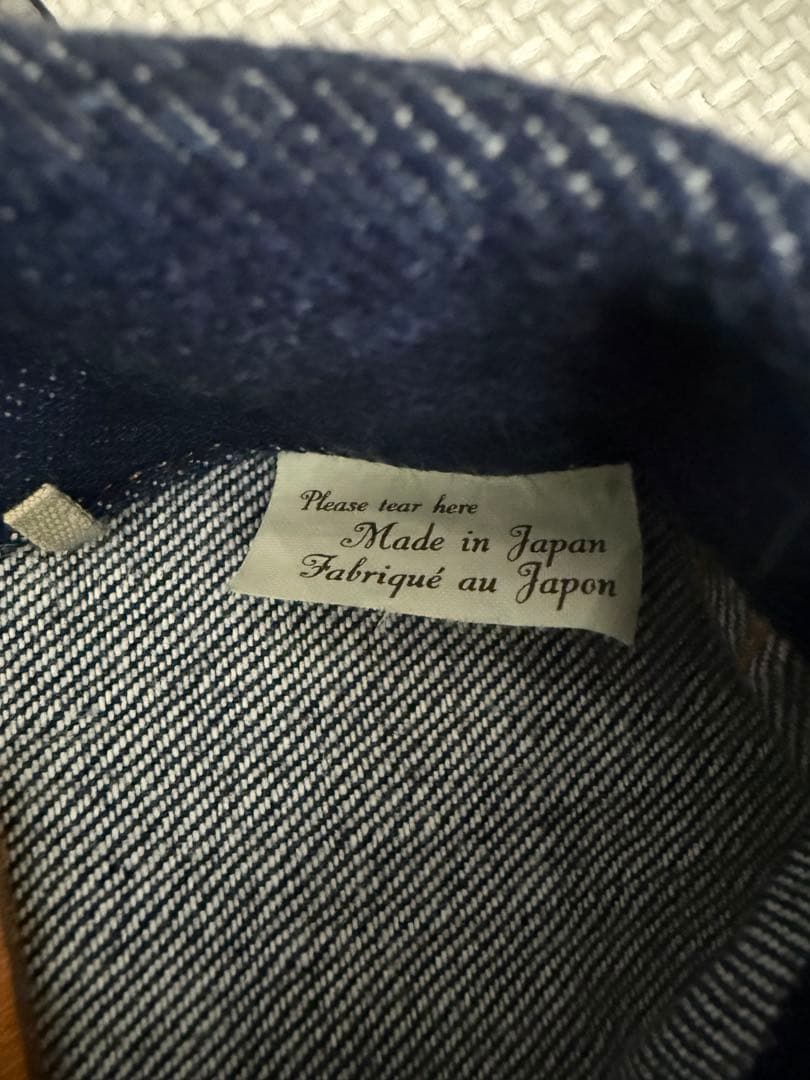 Please tear here
Made in Japan
Fabriqué au Japon